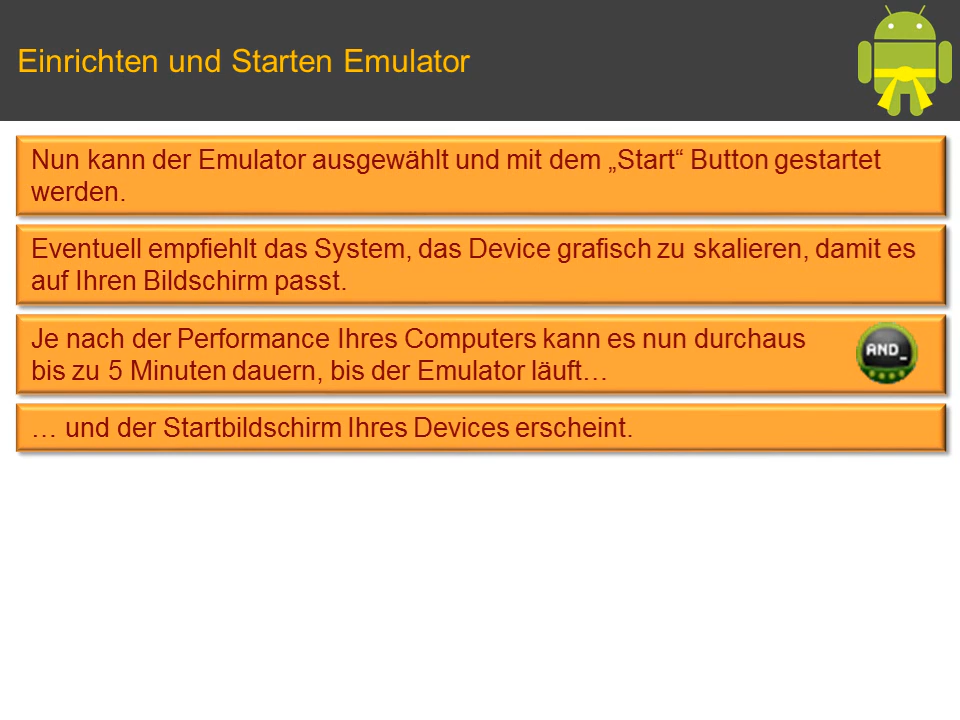 Einrichten und Starten Emulator
Nun kann der Emulator ausgewählt und mit dem „Start“ Button gestartet
werden.
Eventuell empfiehlt das System, das Device grafisch zu skalieren, damit es
auf Ihren Bildschirm passt.
Je nach der Performance Ihres Computers kann es nun durchaus
bis zu 5 Minuten dauern, bis der Emulator läuft…
AND_
… und der Startbildschirm Ihres Devices erscheint.